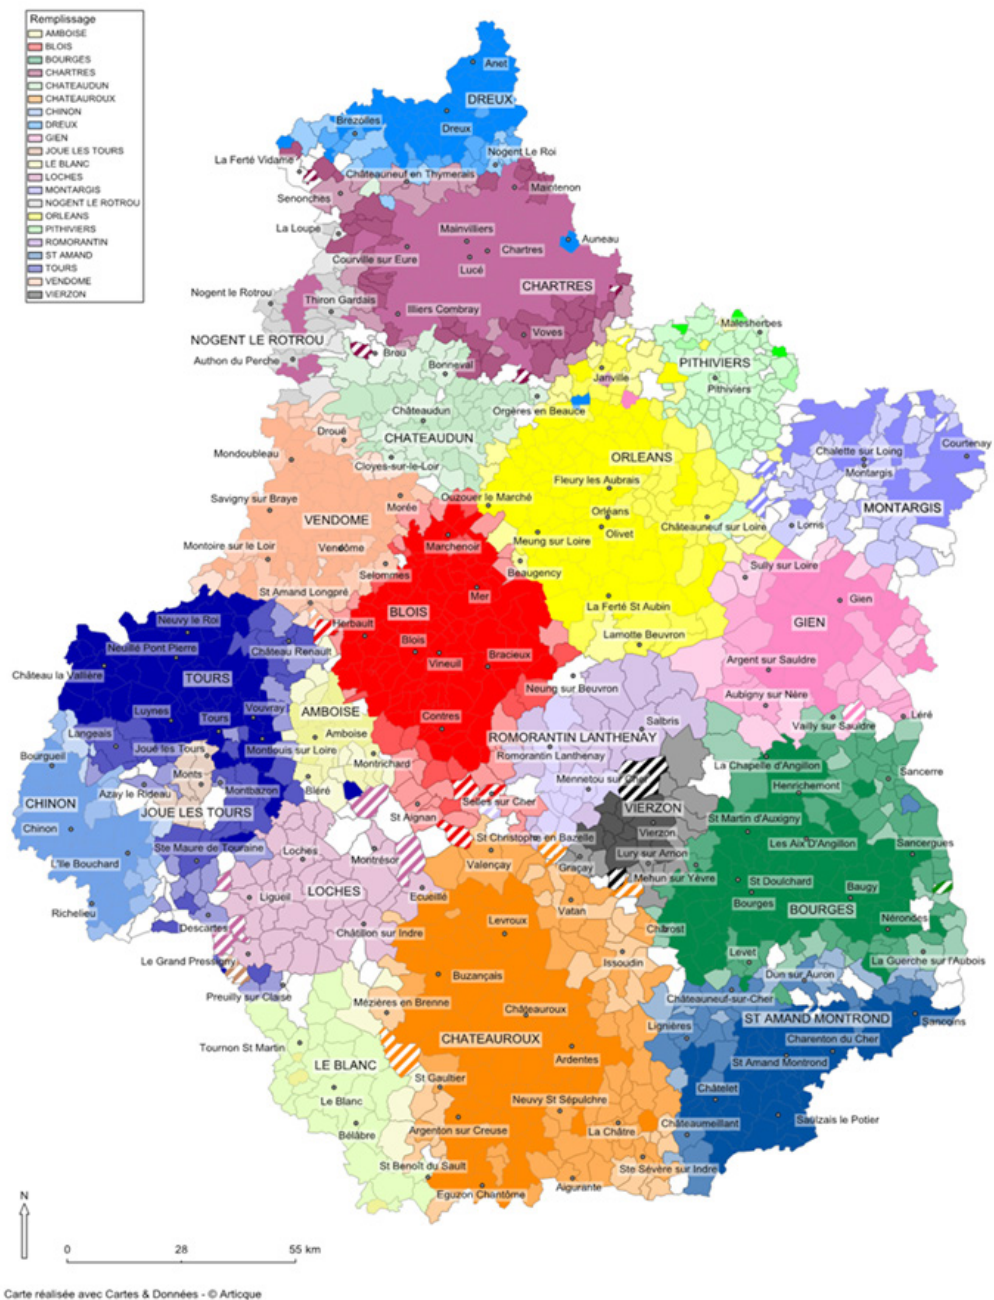 Remplissage
AMBOISE
BLOIS
BOURGES
CHARTRES
CHATEAUDUN
CHATEAUROUX
CHINON
DREUX
GIEN
JOUE LES TOURS
LE BLANC
LOCHES
MONTARGIS
NOGENT LE ROTROU
ORLEANS
PITHIVIERS
ROMORANTIN
ST AMAND
TOURS
VENDOME
VIERZON
Anet
DREUX
Brezolles
Dreux
Nogent Le Roi
La Ferté Vidame
Châteauneuf en Thymerais
Maintenon
Senonches
La Loupe
Mainvilliers
Auneau
Chartres
Courville sur Eure
Lucé
CHARTRES
Nogent le Rotrou
Thiron Gardais
Illiers Combray
Malesherbes
Voves
NOGENT LE ROTROU
Brou
Authon du Perche
Bonneval
PITHIVIERS
Janville
Pithiviers
Châteaudun
Orgères en Beauce
Droué
CHATEAUDUN
Courtenay
Mondoubleau
Cloyes-sur-le-Loir
ORLEANS
Chalette sur Loing
Montargis
Fleury les Aubrais
Savigny sur Braye
Ouzouer le Marché
Morée
MONTARGIS
VENDOME
Orléans
Châteauneuf sur Loire
Lorris
Olivet
Montoire sur le Loir
Vendôme
Marchenoir
Meung sur Loire
Selommes
Beaugency
Sully sur Loire
St Amand Longpré
Mer
Gien
La Ferté St Aubin
BLOIS
Neuvy le Roi
Herbault
GIEN
Lamotte Beuvron
Neuillé Pont Pierre
Château Renault
Blois
Vineuil
Bracieux
Argent sur Sauldre
Château la Vallière
TOURS
Neung sur Beuvron
Aubigny sur Nère
Luynes
Vouvray
AMBOISE
Contres
Salbris
Vailly sur Sauldre
Léré
Langeais
Tours
Amboise
ROMORANTIN LANTHENAY
Bourgueil
Joué les Tours
Montlouis sur Loire
Montrichard
Romorantin Lanthenay
La Chapelle d'Angillon
Monts
Mennetou sur Cher
Sancerre
Azay le Rideau
Montbazon
Bléré
Henrichemont
CHINON
JOUE LES TOURS
Selles sur Cher
VIERZON
St Aignan
St Martin d'Auxigny
Chinon
Vierzon
St Christophe en Bazelle
Ste Maure de Touraine
Les Aix D'Angillon
Sancergues
L'Ile Bouchard
Loches
Montrésor
Valençay
Graçay
Lury sur Arnon
Mehun sur Yèvre
St Doulchard
Baugy
Ligueil
LOCHES
Ecueillé
Vatan
Bourges
BOURGES
Richelieu
Levroux
Nérondes
Descartes
Châtillon sur Indre
Chârost
Le Grand Pressigny
Issoudun
Levet
La Guerche sur l'Aubois
Buzançais
Dun sur Auron
Preuilly sur Claise
Mézières en Brenne
Châteauneuf-sur-Cher
Châteauroux
ST AMAND MONTROND
Sancoins
Lignières
Tournon St Martin
CHATEAUROUX
Charenton du Cher
Ardentes
St Amand Montrond
LE BLANC
St Gaultier
Le Blanc
Châtelet
Neuvy St Sépulchre
Saulzais le Potier
Bélâbre
Argenton sur Creuse
La Châtre
Châteaumeillant
St Benoît du Sault
Ste Sévère sur Indre
Eguzon Chantôme
Aigurande
N
0 28 55 km
Carte réalisée avec Cartes & Données - © Articque